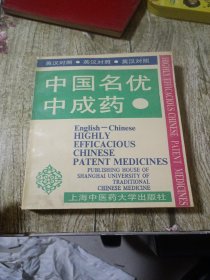 英汉对照 • 英汉对照 • 英汉对照
中国名优
中成药
English—Chinese
HIGHLY
EFFICACIOUS
CHINESE
PATENT MEDICINES
PUBLISHING HOUSE OF
SHANGHAI UNIVERSITY OF
TRADITIONAL
CHINESE MEDICINE
上海中医药大学出版社
HIGHLY EFFICACIOUS CHINESE PATENT MEDICINES